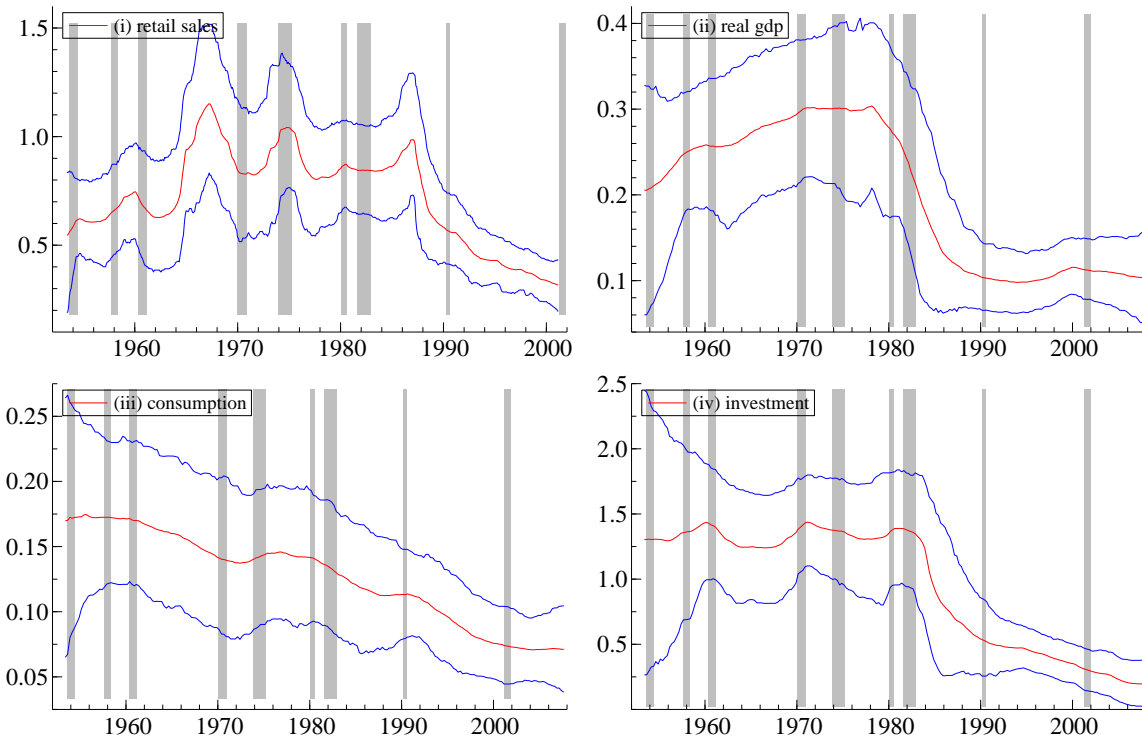 (i) retail sales
1.5
1.0
0.5
1960 1970 1980 1990 2000
(ii) real gdp
0.4
0.3
0.2
0.1
1960 1970 1980 1990 2000
(iii) consumption
0.25
0.20
0.15
0.10
0.05
1960 1970 1980 1990 2000
(iv) investment
2.5
2.0
1.5
1.0
0.5
1960 1970 1980 1990 2000